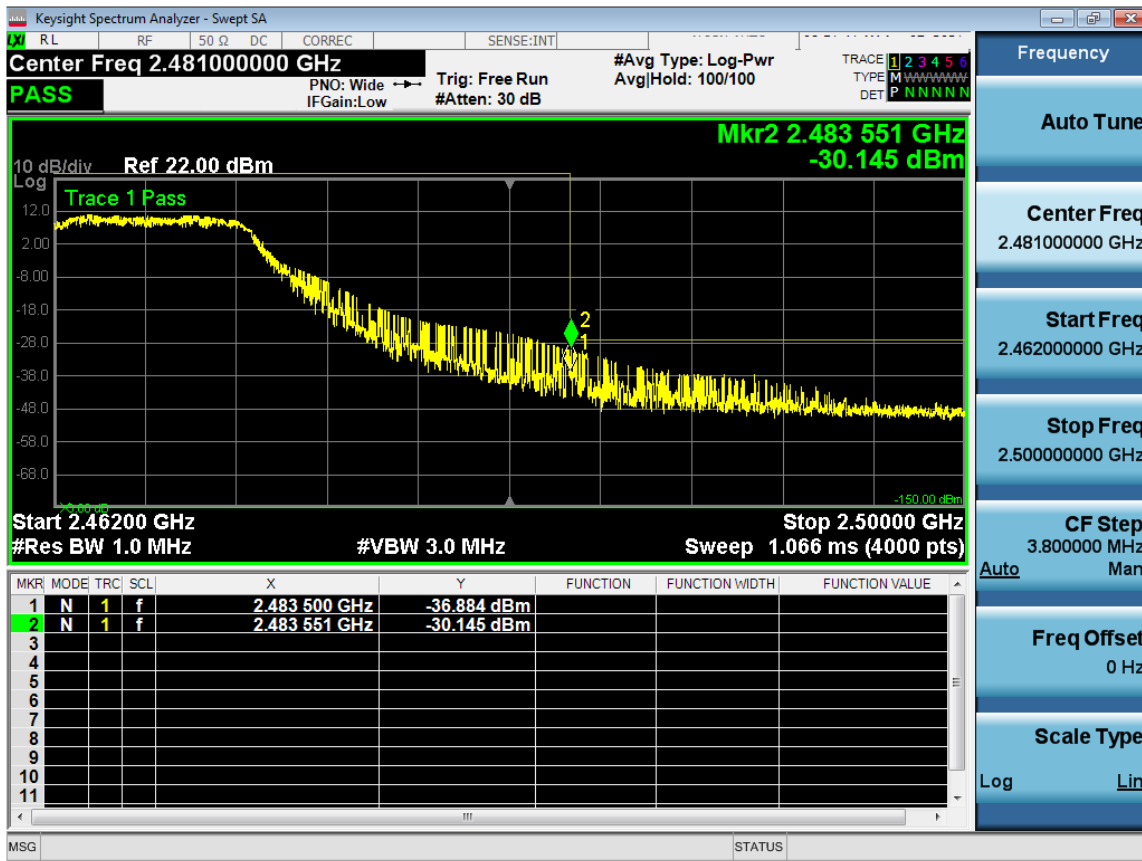 Keysight Spectrum Analyzer - Swept SA
LXI RL RF 50 Ω DC CORREC SENSE:INT
Center Freq 2.481000000 GHz
PASS
PNO: Wide
IFGain:Low
Trig: Free Run
#Atten: 30 dB
#Avg Type: Log-Pwr
Avg|Hold: 100/100
TRACE 1 2 3 4 5 6
TYPE M WWWWW
DET P N N N N N
Mkr2 2.483 551 GHz
-30.145 dBm
10 dB/div Ref 22.00 dBm
Log
Trace 1 Pass
12.0
2.00
-8.00
-18.0
2
-28.0
1
-38.0
-48.0
-58.0
-68.0
-150.00 dBm
Start 2.46200 GHz Stop 2.50000 GHz
#Res BW 1.0 MHz #VBW 3.0 MHz Sweep 1.066 ms (4000 pts)
MKR MODE TRC SCL X Y FUNCTION FUNCTION WIDTH FUNCTION VALUE
1 N 1 f 2.483 500 GHz -36.884 dBm
2 N 1 f 2.483 551 GHz -30.145 dBm
3
4
5
6
7
8
9
10
11
MSG STATUS
Frequency
Auto Tune
Center Freq
2.481000000 GHz
Start Freq
2.462000000 GHz
Stop Freq
2.500000000 GHz
CF Step
3.800000 MHz
Auto Man
Freq Offset
0 Hz
Scale Type
Log Lin